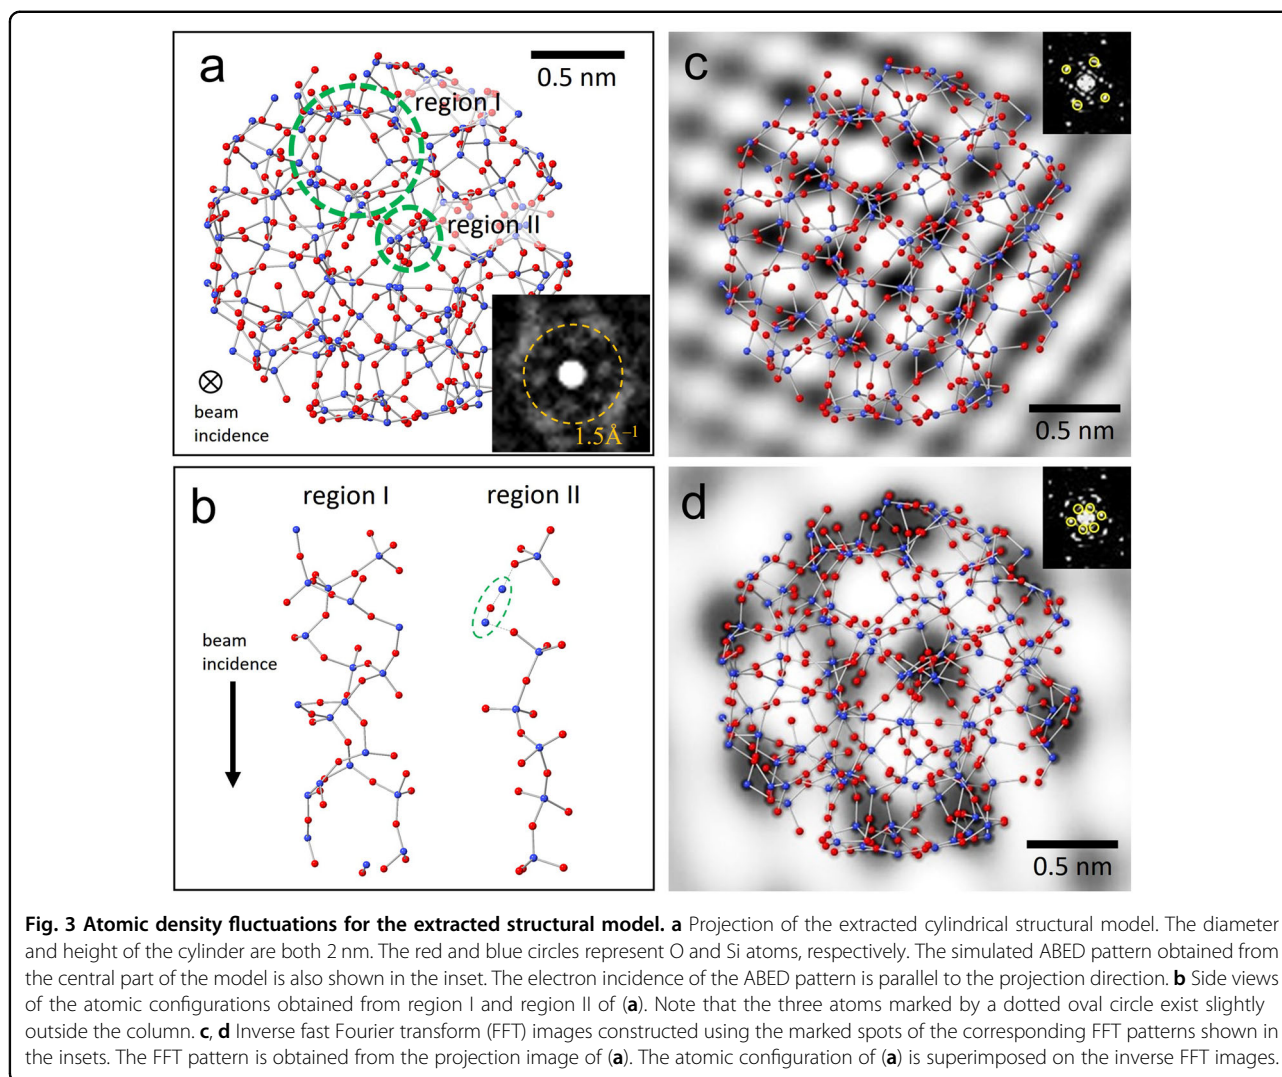 a
0.5 nm
region I
region II
beam
incidence
1.5Å⁻¹
c
0.5 nm
b
region I
region II
beam
incidence
d
0.5 nm
Fig. 3 Atomic density fluctuations for the extracted structural model. a Projection of the extracted cylindrical structural model. The diameter
and height of the cylinder are both 2 nm. The red and blue circles represent O and Si atoms, respectively. The simulated ABED pattern obtained from
the central part of the model is also shown in the inset. The electron incidence of the ABED pattern is parallel to the projection direction. b Side views
of the atomic configurations obtained from region I and region II of (a). Note that the three atoms marked by a dotted oval circle exist slightly
outside the column. c, d Inverse fast Fourier transform (FFT) images constructed using the marked spots of the corresponding FFT patterns shown in
the insets. The FFT pattern is obtained from the projection image of (a). The atomic configuration of (a) is superimposed on the inverse FFT images.